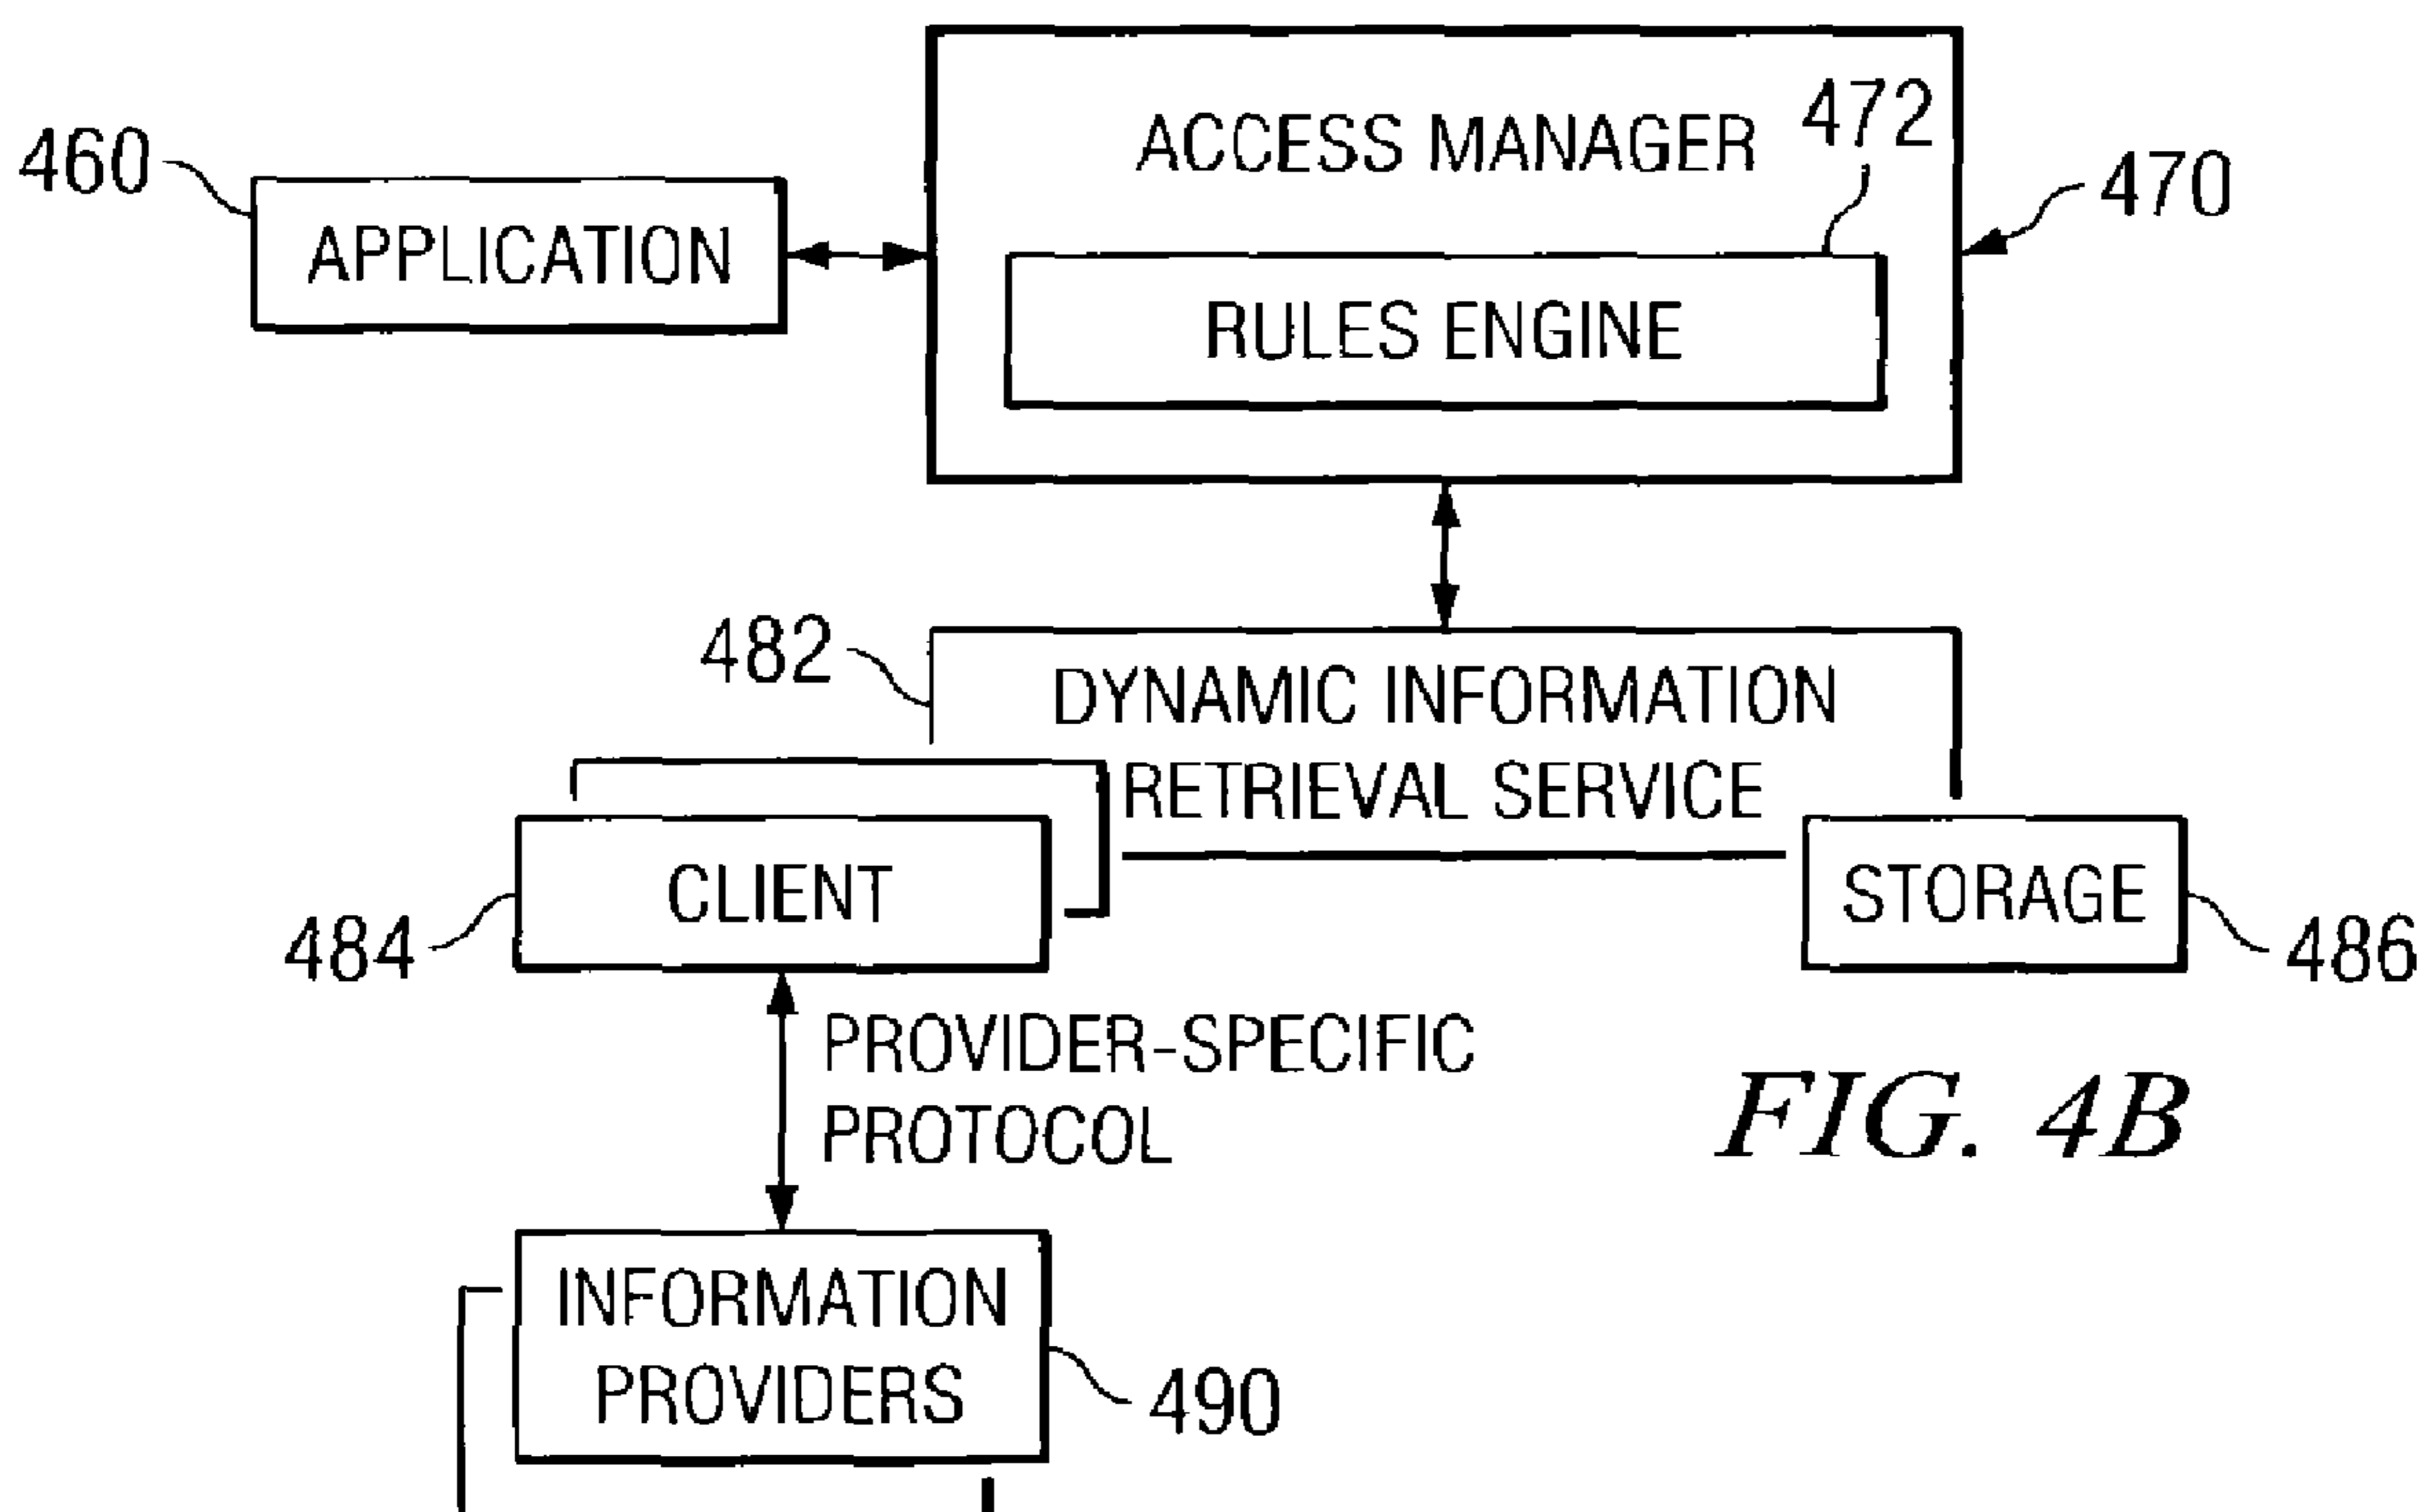 ACCESS MANAGER
472
460
470
APPLICATION
RULES ENGINE
482
DYNAMIC INFORMATION
RETRIEVAL SERVICE
CLIENT
STORAGE
484
486
PROVIDER-SPECIFIC
PROTOCOL
FIG. 4B
INFORMATION
PROVIDERS
490